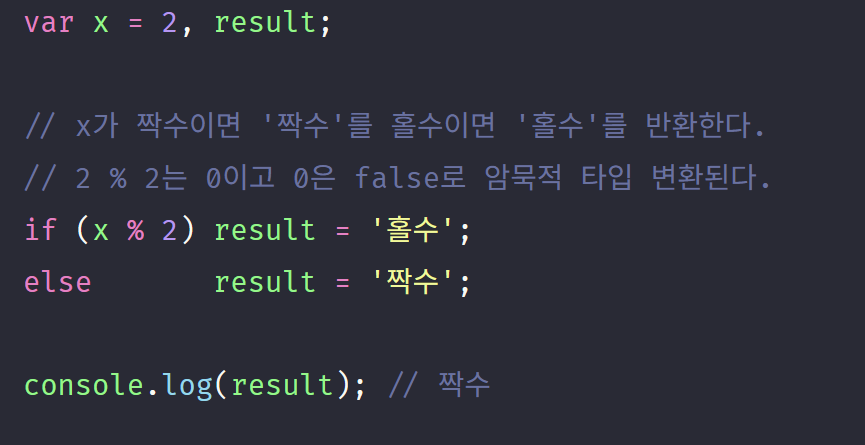 var x = 2, result;
// x가 짝수이면 '짝수'를 홀수이면 '홀수'를 반환한다.
// 2 % 2는 0이고 0은 false로 암묵적 타입 변환된다.
if (x % 2) result = '홀수';
else       result = '짝수';
console.log(result); // 짝수